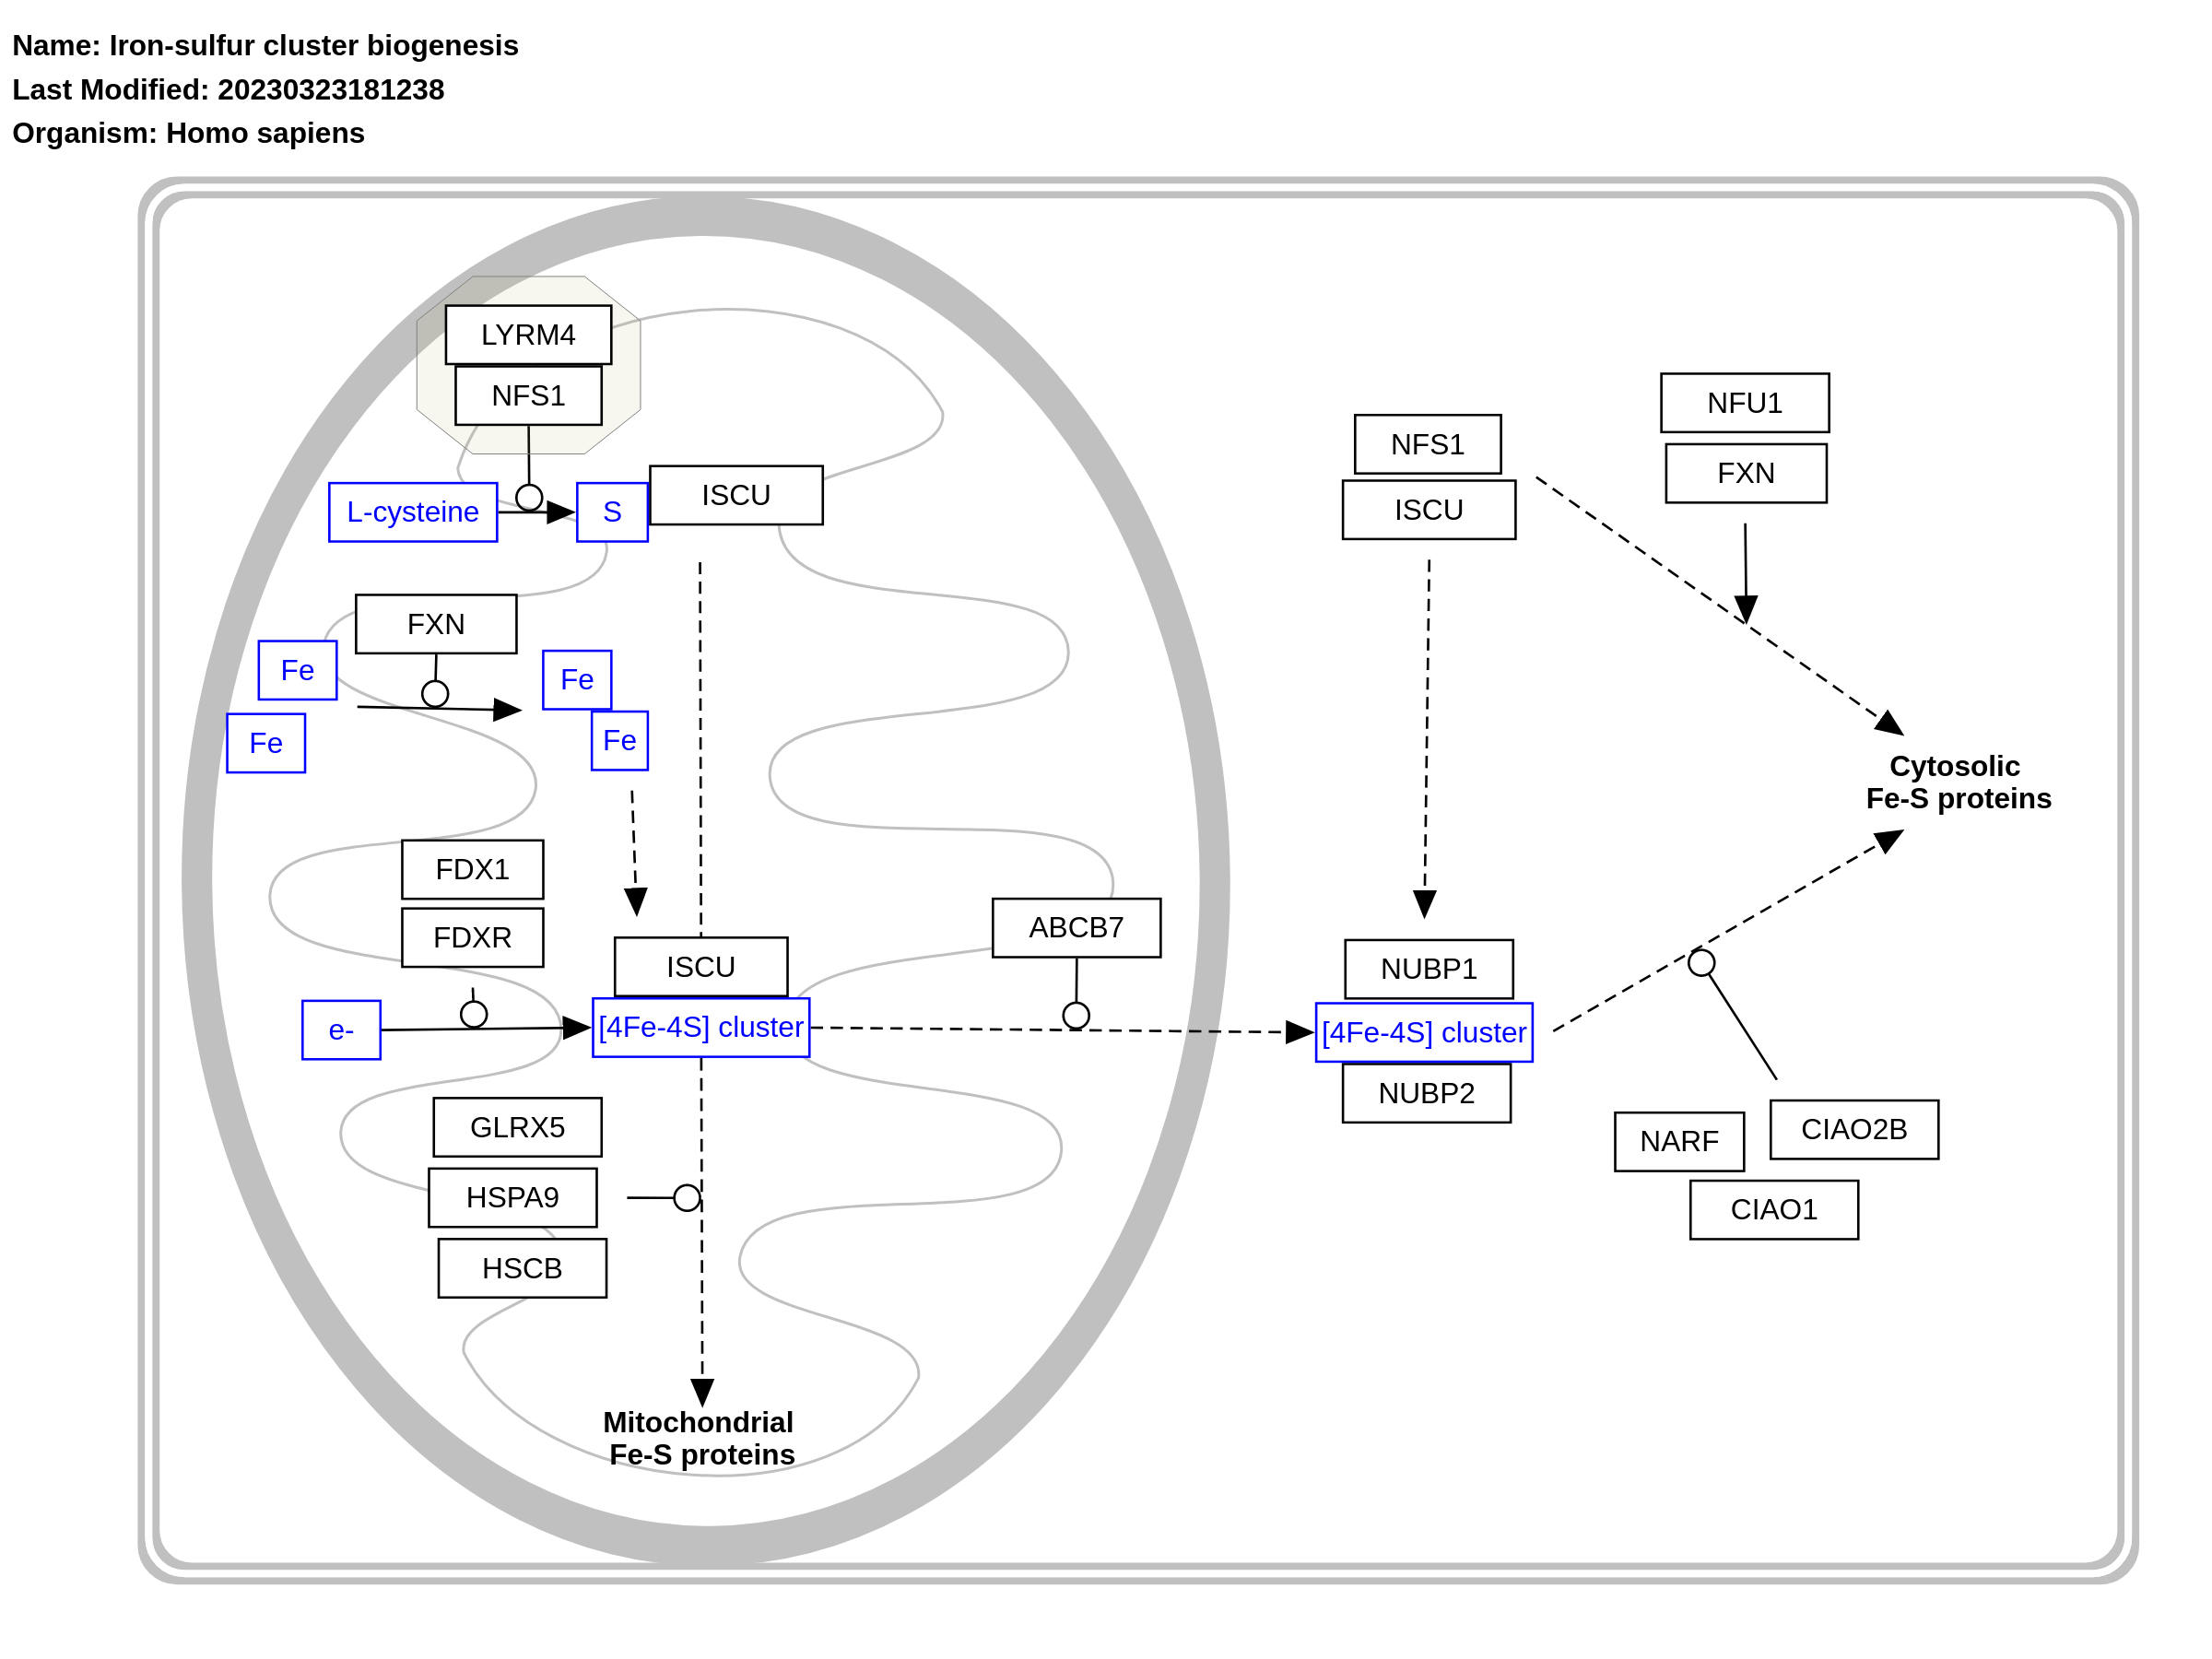 Name: Iron-sulfur cluster biogenesis
Last Modified: 20230323181238
Organism: Homo sapiens
LYRM4
NFS1
L-cysteine
S
ISCU
FXN
Fe
Fe
Fe
Fe
FDX1
FDXR
e-
ISCU
[4Fe-4S] cluster
ABCB7
GLRX5
HSPA9
HSCB
Mitochondrial
Fe-S proteins
NFS1
ISCU
NFU1
FXN
Cytosolic
Fe-S proteins
NUBP1
[4Fe-4S] cluster
NUBP2
NARF
CIAO2B
CIAO1